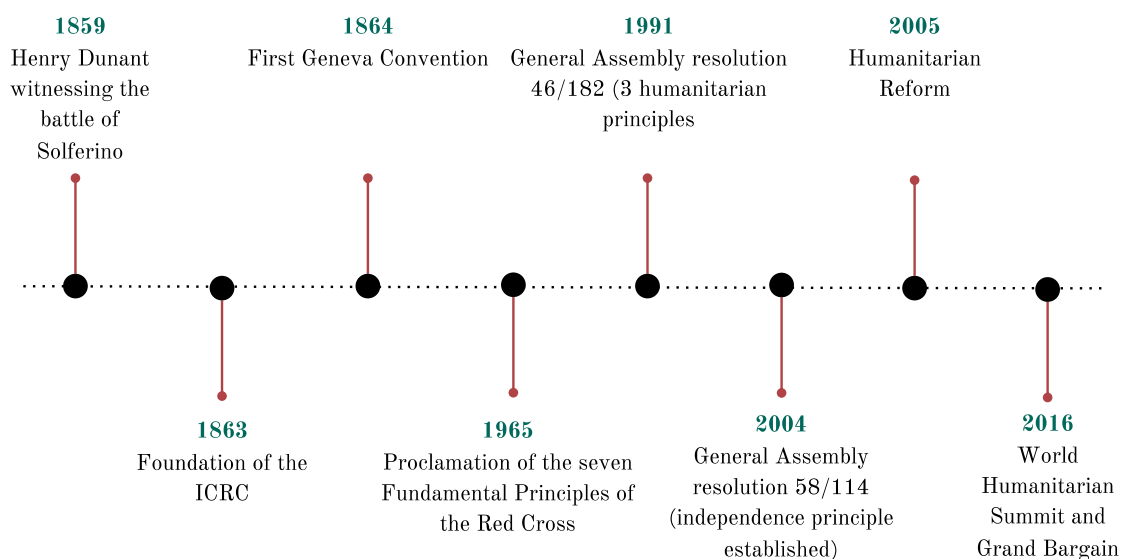 1859
Henry Dunant
witnessing the
battle of
Solferino
1863
Foundation of the
ICRC
1864
First Geneva Convention
1965
Proclamation of the seven
Fundamental Principles of
the Red Cross
1991
General Assembly resolution
46/182 (3 humanitarian
principles
2004
General Assembly
resolution 58/114
(independence principle
established)
2005
Humanitarian
Reform
2016
World
Humanitarian
Summit and
Grand Bargain